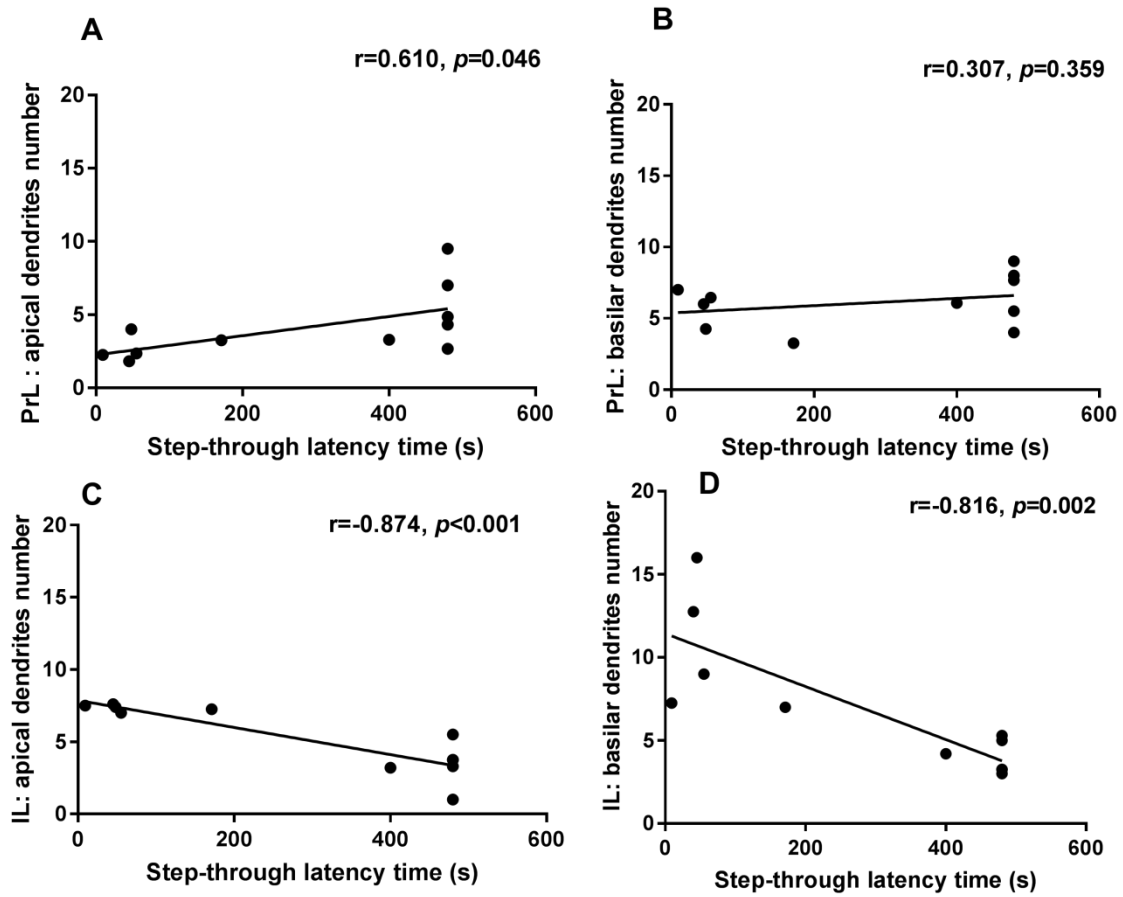 A
r=0.610, p=0.046
PrL : apical dendrites number
20
15
10
5
0
0 200 400 600
Step-through latency time (s)
B
r=0.307, p=0.359
PrL: basilar dendrites number
20
15
10
5
0
0 200 400 600
Step-through latency time (s)
C
r=-0.874, p<0.001
IL: apical dendrites number
20
15
10
5
0
0 200 400 600
Step-through latency time (s)
D
r=-0.816, p=0.002
IL: basilar dendrites number
20
15
10
5
0
0 200 400 600
Step-through latency time (s)